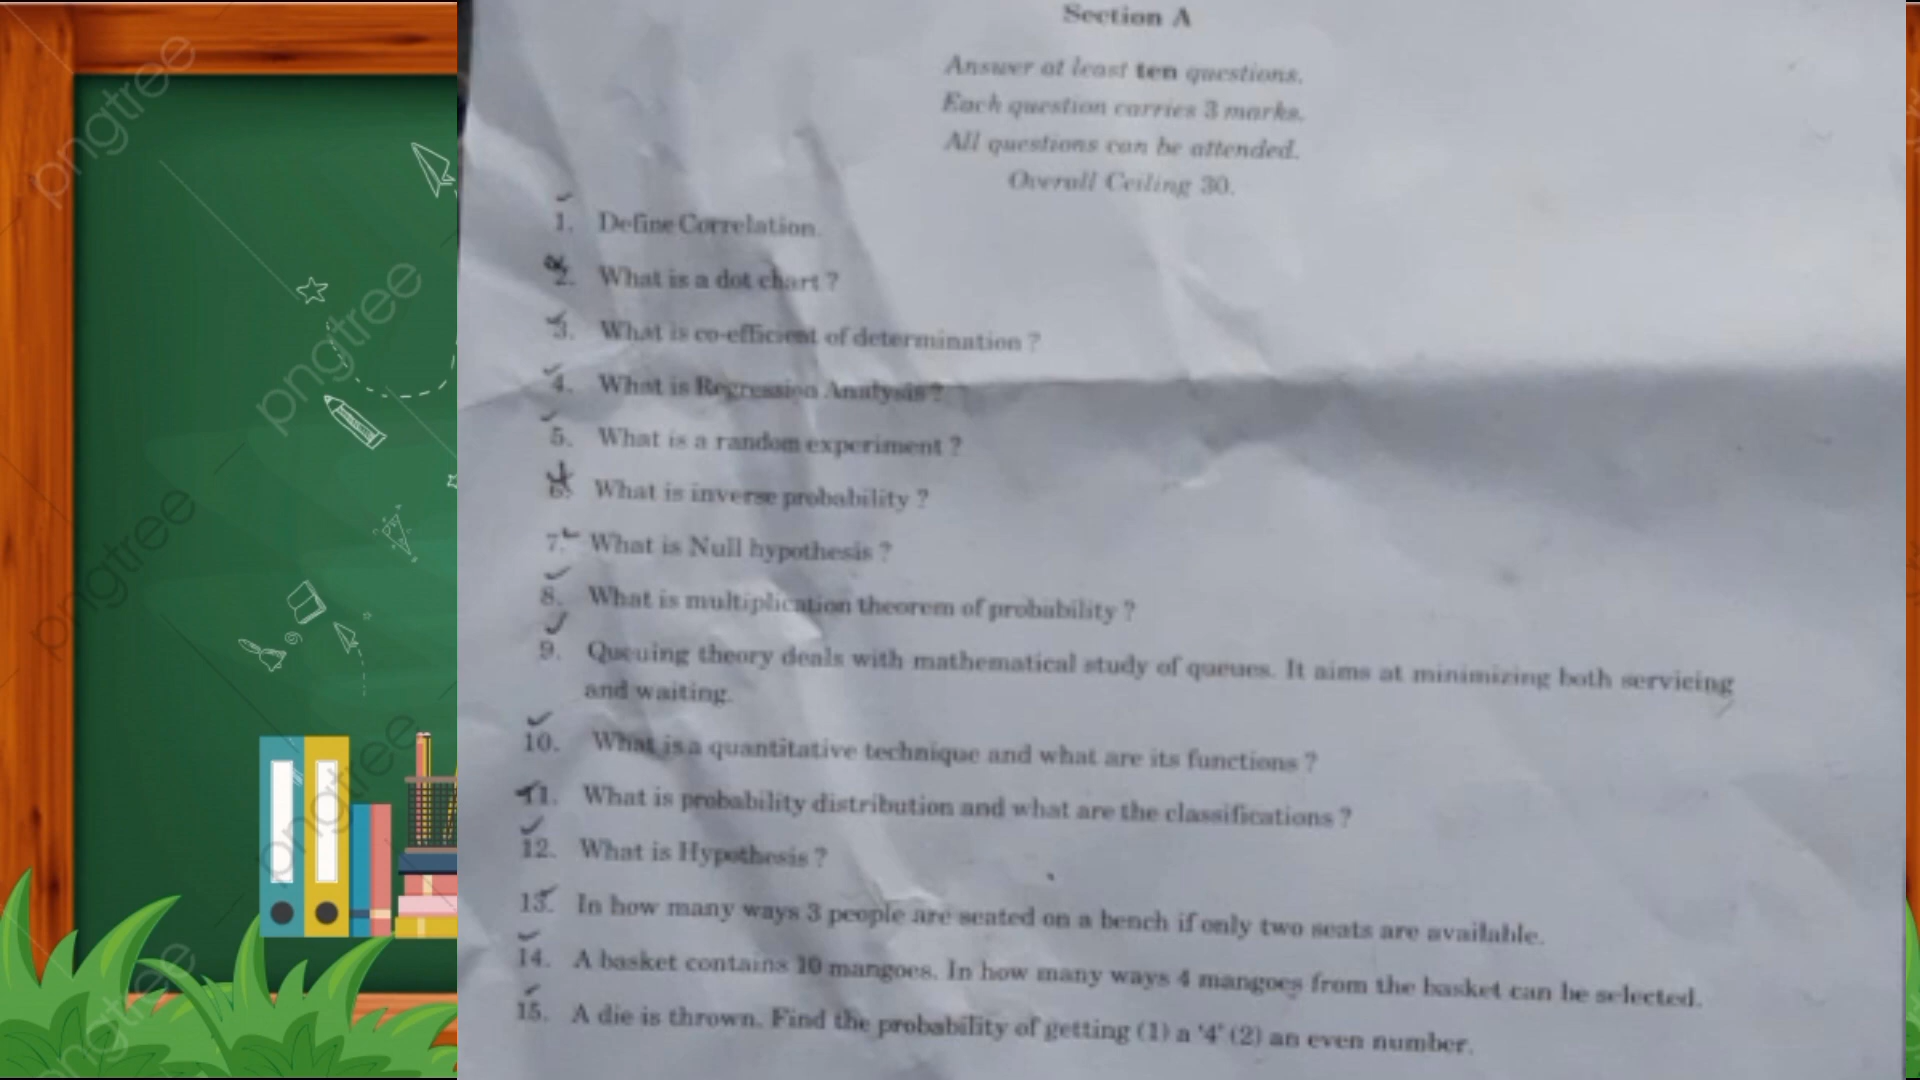 Section A
Answer at least ten questions.
Each question carries 3 marks.
All questions can be attended.
Overall Ceiling 30.
1. Define Correlation.
2. What is a dot chart ?
3. What is co-efficient of determination ?
4. What is Regression Analysis ?
5. What is a random experiment ?
6. What is inverse probability ?
7. What is Null hypothesis ?
8. What is multiplication theorem of probability ?
9. Queuing theory deals with mathematical study of queues. It aims at minimizing both servicing
and waiting.
10. What is a quantitative technique and what are its functions ?
11. What is probability distribution and what are the classifications ?
12. What is Hypothesis ?
13. In how many ways 3 people are seated on a bench if only two seats are available.
14. A basket contains 10 mangoes. In how many ways 4 mangoes from the basket can be selected.
15. A die is thrown. Find the probability of getting (1) a '4' (2) an even number.
pngtree
pngtree
pngtree
pngtree
pngtree